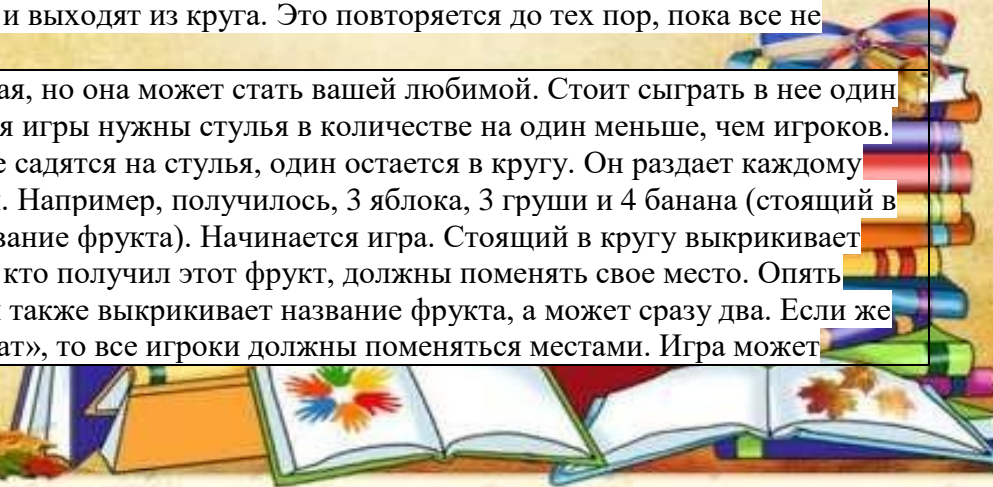 и выходят из круга. Это повторяется до тех пор, пока все не
ая, но она может стать вашей любимой. Стоит сыграть в нее один
я игры нужны стулья в количестве на один меньше, чем игроков.
е садятся на стулья, один остается в кругу. Он раздает каждому
. Например, получилось, 3 яблока, 3 груши и 4 банана (стоящий в
вание фрукта). Начинается игра. Стоящий в кругу выкрикивает
кто получил этот фрукт, должны поменять свое место. Опять
также выкрикивает название фрукта, а может сразу два. Если же
ат», то все игроки должны поменяться местами. Игра может